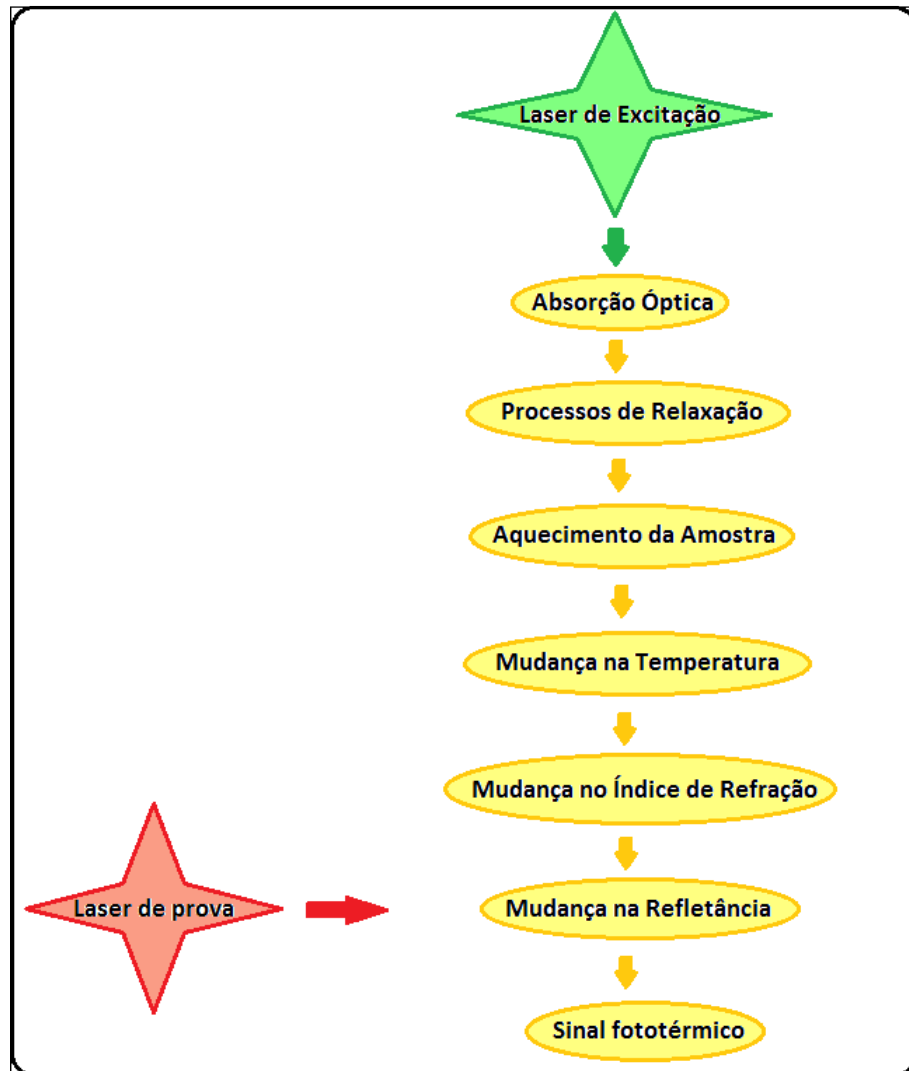 Laser de Excitação
Absorção Óptica
Processos de Relaxação
Aquecimento da Amostra
Mudança na Temperatura
Mudança no Índice de Refração
Laser de prova
Mudança na Refletância
Sinal fototérmico